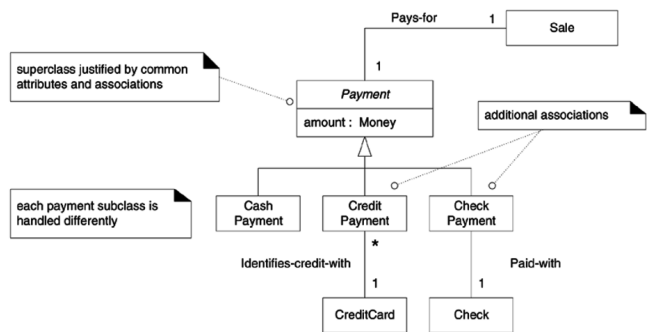 Pays-for
1
Sale
superclass justified by common
attributes and associations
1
Payment
amount : Money
additional associations
each payment subclass is
handled differently
Cash
Payment
Credit
Payment
Check
Payment
*
Identifies-credit-with
Paid-with
1
1
CreditCard
Check